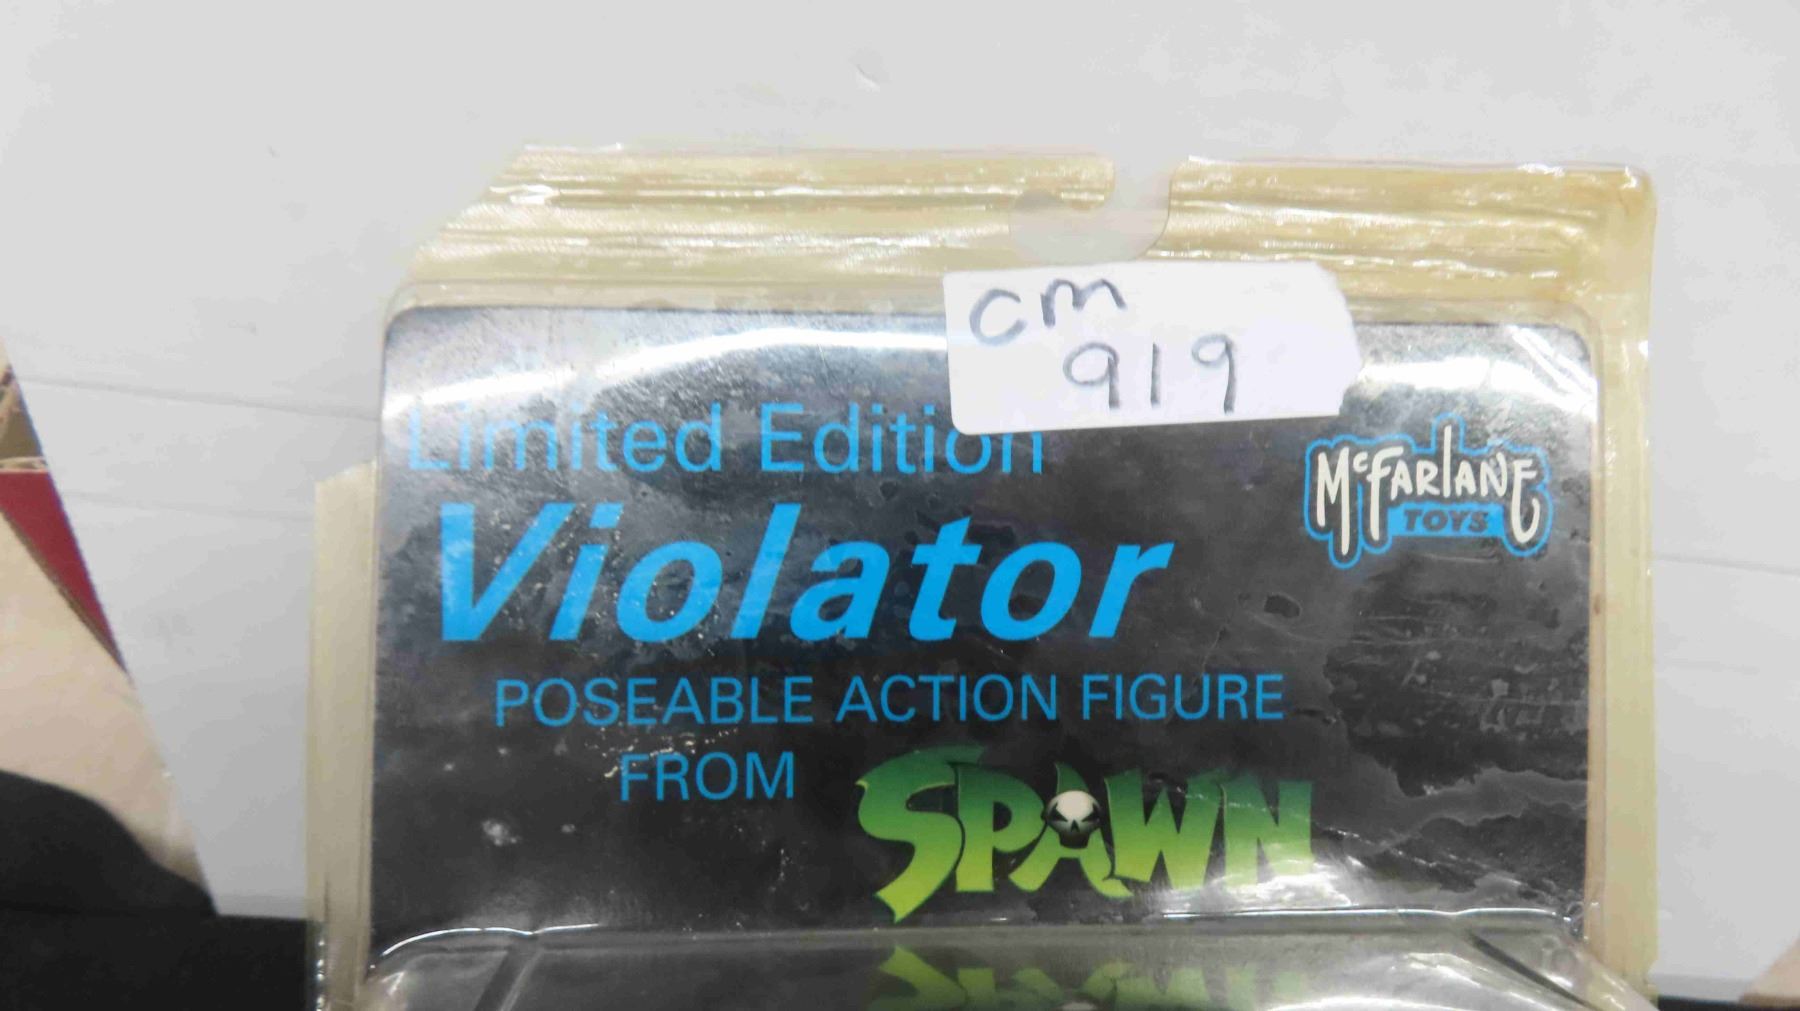 cm
919
Limited Edition
Violator
McFARLANE
TOYS
POSEABLE ACTION FIGURE
FROM SPAWN